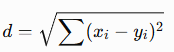 d = √∑(xᵢ − yᵢ)²